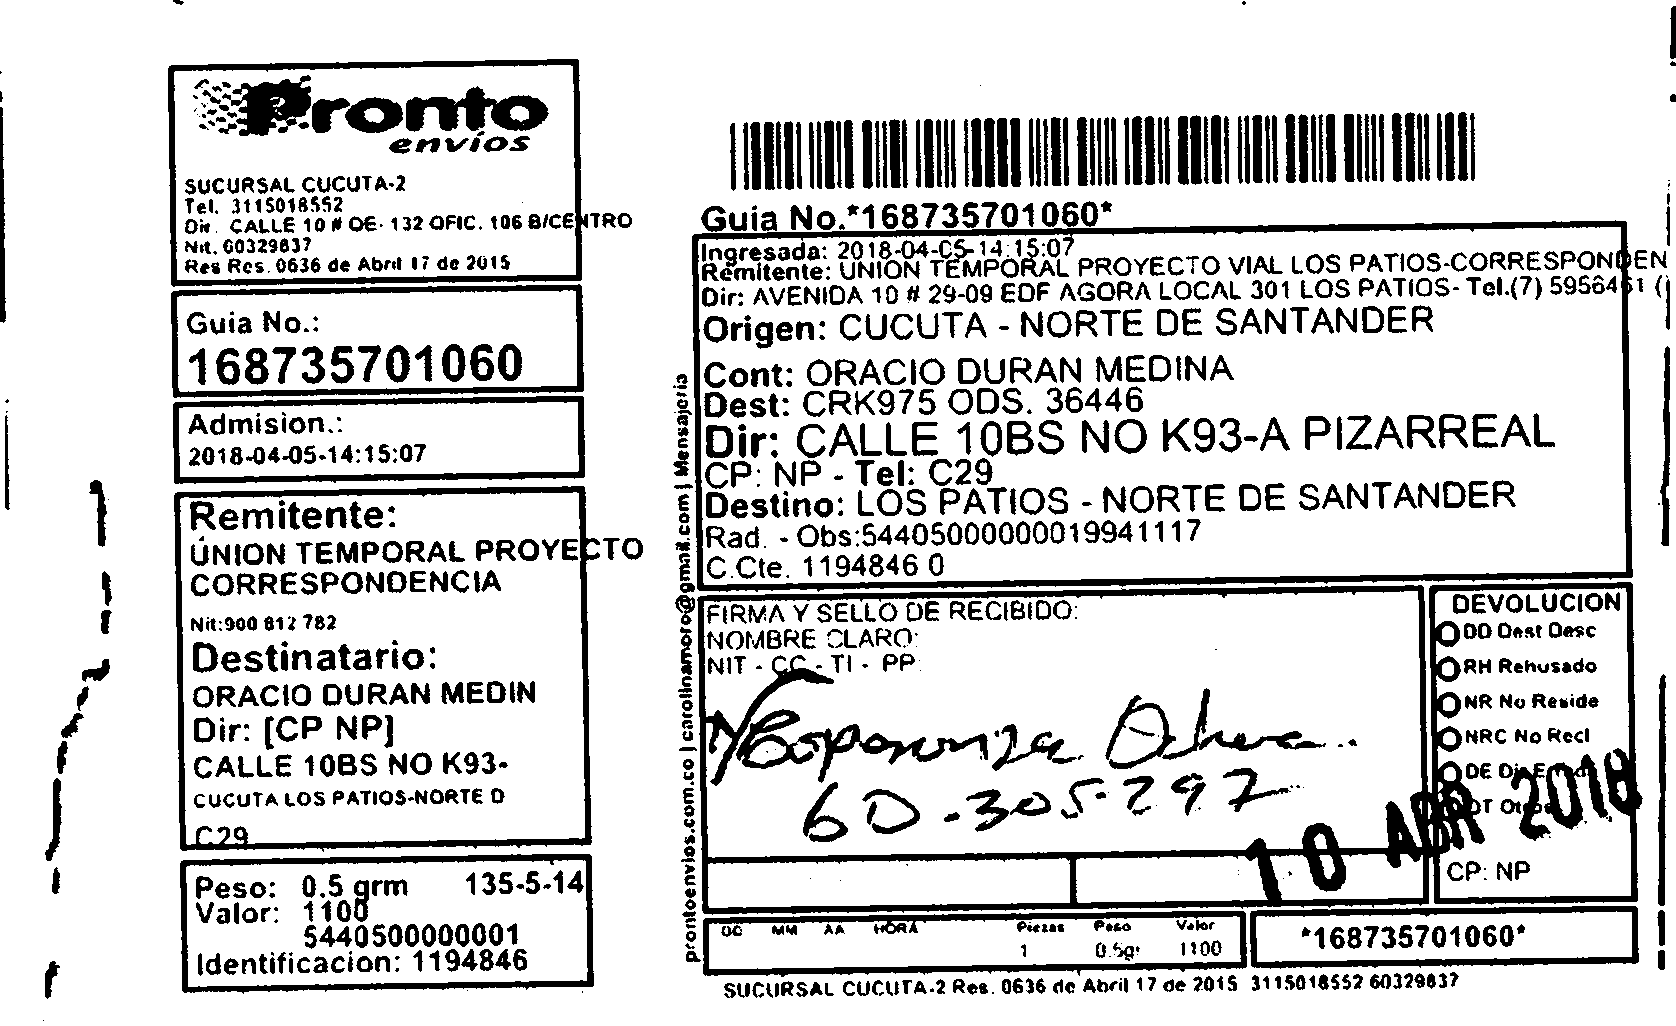 Pronto
envíos
SUCURSAL CUCUTA-2
Tel. 3115018552
Dir. CALLE 10 # OE- 132 OFIC. 106 B/CENTRO
Nit. 60329837
Res Res. 0636 de Abril 17 de 2015
Guia No.:
168735701060
Admision.:
2018-04-05-14:15:07
Remitente:
UNION TEMPORAL PROYECTO
CORRESPONDENCIA
Nit:900 812 782
Destinatario:
ORACIO DURAN MEDIN
Dir: [CP NP]
CALLE 10BS NO K93-
CUCUTA LOS PATIOS-NORTE D
C29
Peso: 0.5 grm 135-5-14
Valor: 1100
5440500000001
Identificacion: 1194846
prontoenvios.com.co | carolinamoro@gmail.com | Mensajeria
Guia No.*168735701060*
Ingresada: 2018-04-05-14:15:07
Remitente: UNION TEMPORAL PROYECTO VIAL LOS PATIOS-CORRESPONDEN
Dir: AVENIDA 10 # 29-09 EDF AGORA LOCAL 301 LOS PATIOS- Tel.(7) 5956461 (
Origen: CUCUTA - NORTE DE SANTANDER
Cont: ORACIO DURAN MEDINA
Dest: CRK975 ODS. 36446
Dir: CALLE 10BS NO K93-A PIZARREAL
CP: NP - Tel: C29
Destino: LOS PATIOS - NORTE DE SANTANDER
Rad. - Obs:54405000000019941117
C.Cte. 1194846 0
FIRMA Y SELLO DE RECIBIDO:
NOMBRE CLARO:
NIT - CC - TI - PP
Esperanza Ochoa
60.305.297
DEVOLUCION
DD Dest Desc
RH Rehusado
NR No Reside
NRC No Recl
DE
OT
10 ABR 2018
CP: NP
DC MM AA HORA Piezas Peso Valor
1 0.5gr 1100
*168735701060*
SUCURSAL CUCUTA-2 Res. 0636 de Abril 17 de 2015 3115018552 60329837